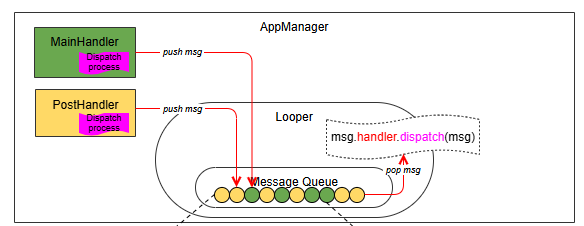 AppManager
MainHandler
Dispatch
process
push msg
PostHandler
Dispatch
process
push msg
Looper
msg.handler.dispatch(msg)
pop msg
Message Queue